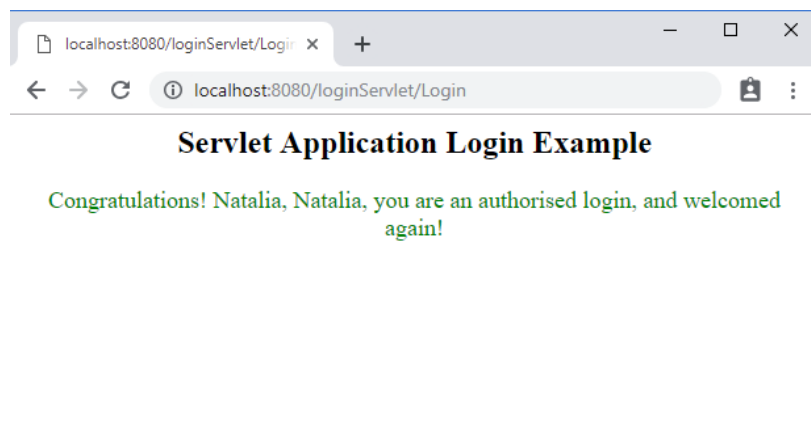 localhost:8080/loginServlet/Login
localhost:8080/loginServlet/Login
Servlet Application Login Example
Congratulations! Natalia, Natalia, you are an authorised login, and welcomed
again!